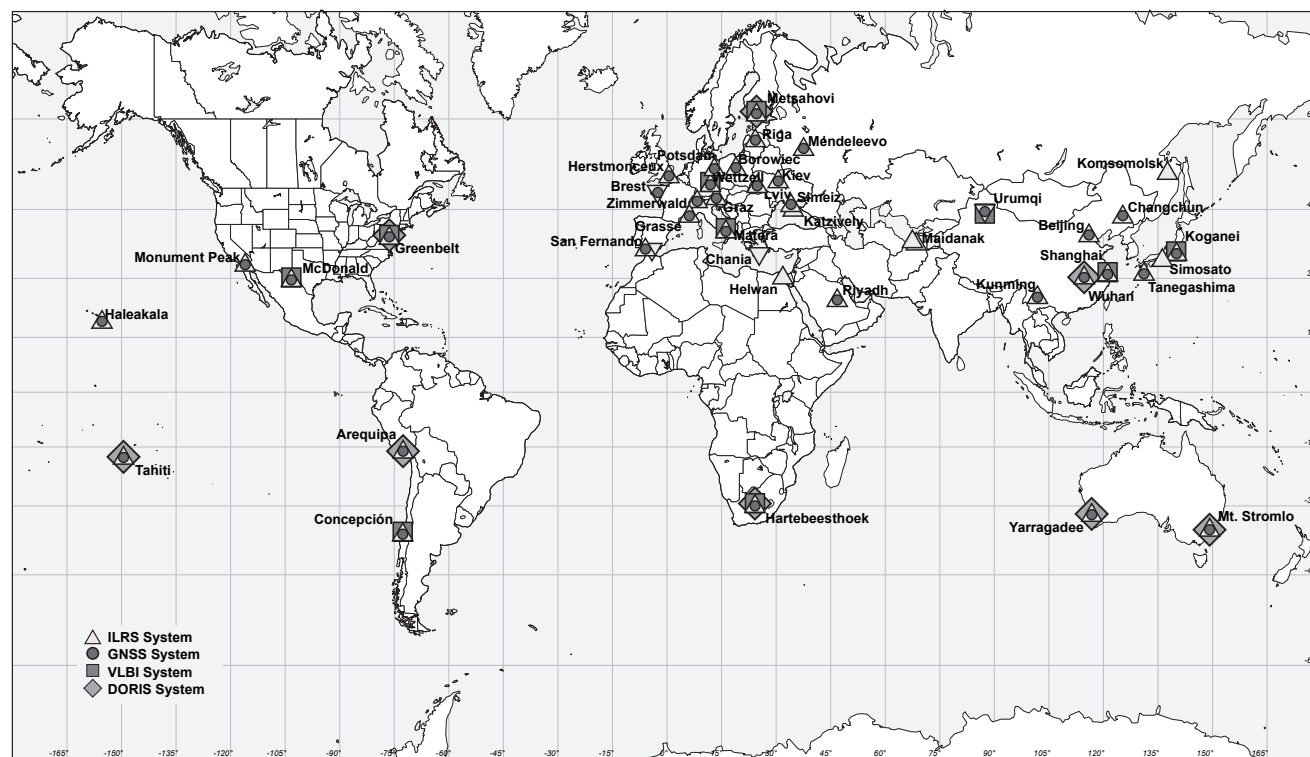 Metsahovi
Riga
Mendeleevo
Potsdam
Borowiec
Komsomolsk
Herstmonceux
Wettzell
Kiev
Brest
Lviv
Simeiz
Urumqi
Changchun
Zimmerwald
Graz
Katzively
Beijing
Grasse
Matera
Maidanak
Koganei
Greenbelt
San Fernando
Shanghai
Monument Peak
McDonald
Chania
Simosato
Helwan
Riyadh
Kunming
Tanegashima
Wuhan
Haleakala
Arequipa
Tahiti
Concepción
Hartebeesthoek
Mt. Stromlo
Yarragadee
ILRS System
GNSS System
VLBI System
DORIS System
-165° -150° -135° -120° -105° -90° -75° -60° -45° -30° -15° 0° 15° 30° 45° 60° 75° 90° 105° 120° 135° 150° 165°